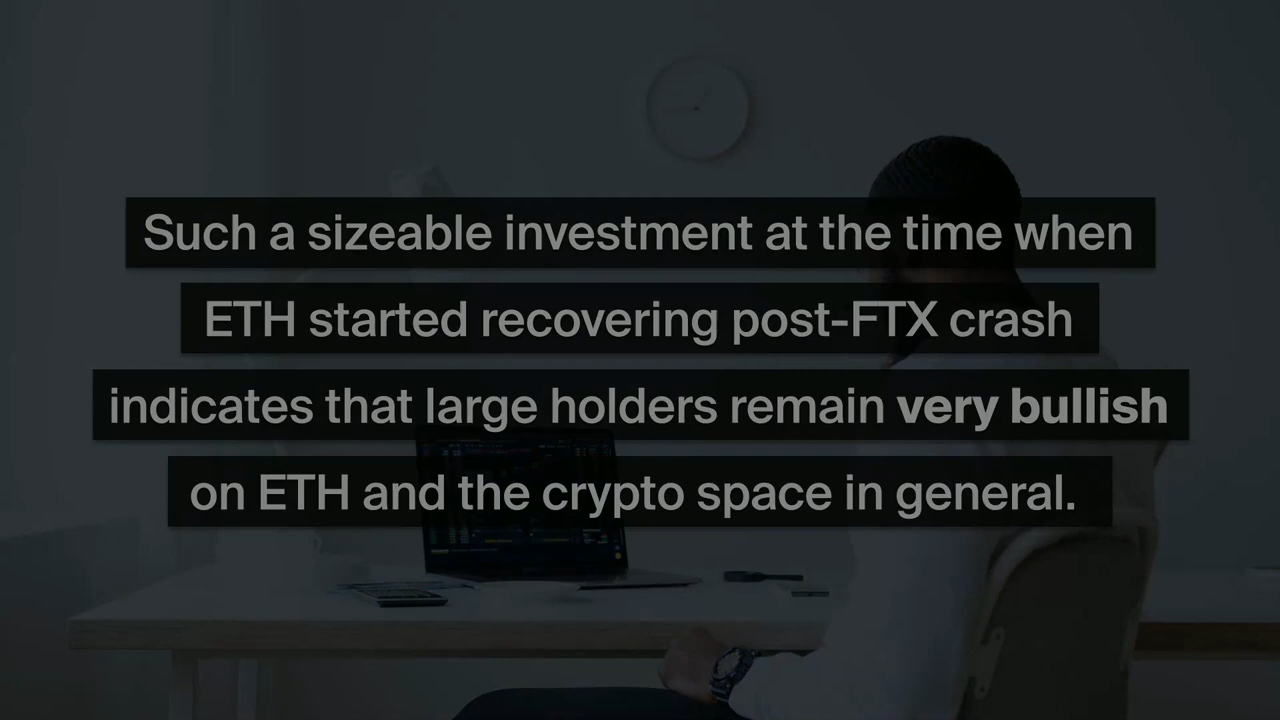 Such a sizeable investment at the time when
ETH started recovering post-FTX crash
indicates that large holders remain very bullish
on ETH and the crypto space in general.